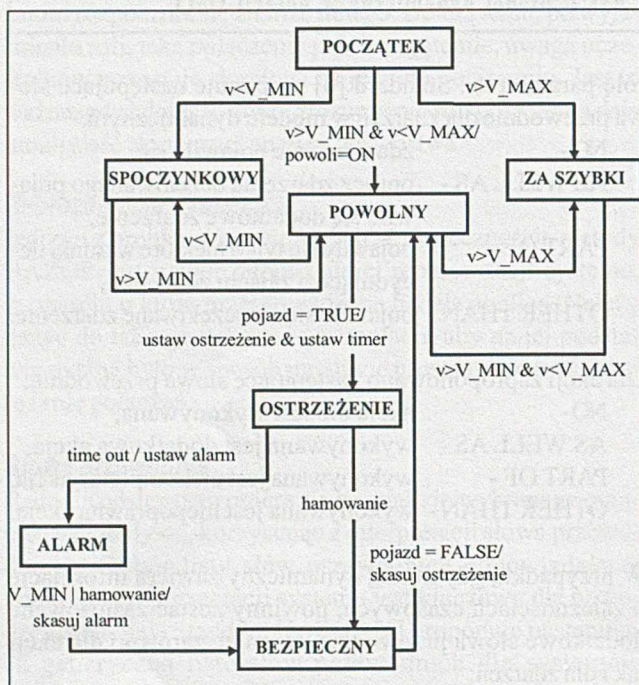 POCZĄTEK
v<V_MIN
v>V_MAX
v>V_MIN & v<V_MAX/
powoli=ON
SPOCZYNKOWY
POWOLNY
ZA SZYBKI
v<V_MIN
v>V_MIN
v>V_MAX
v>V_MIN & v<V_MAX
pojazd = TRUE/
ustaw ostrzeżenie & ustaw timer
OSTRZEŻENIE
time out / ustaw alarm
hamowanie
ALARM
pojazd = FALSE/
skasuj ostrzeżenie
V_MIN | hamowanie/
skasuj alarm
BEZPIECZNY